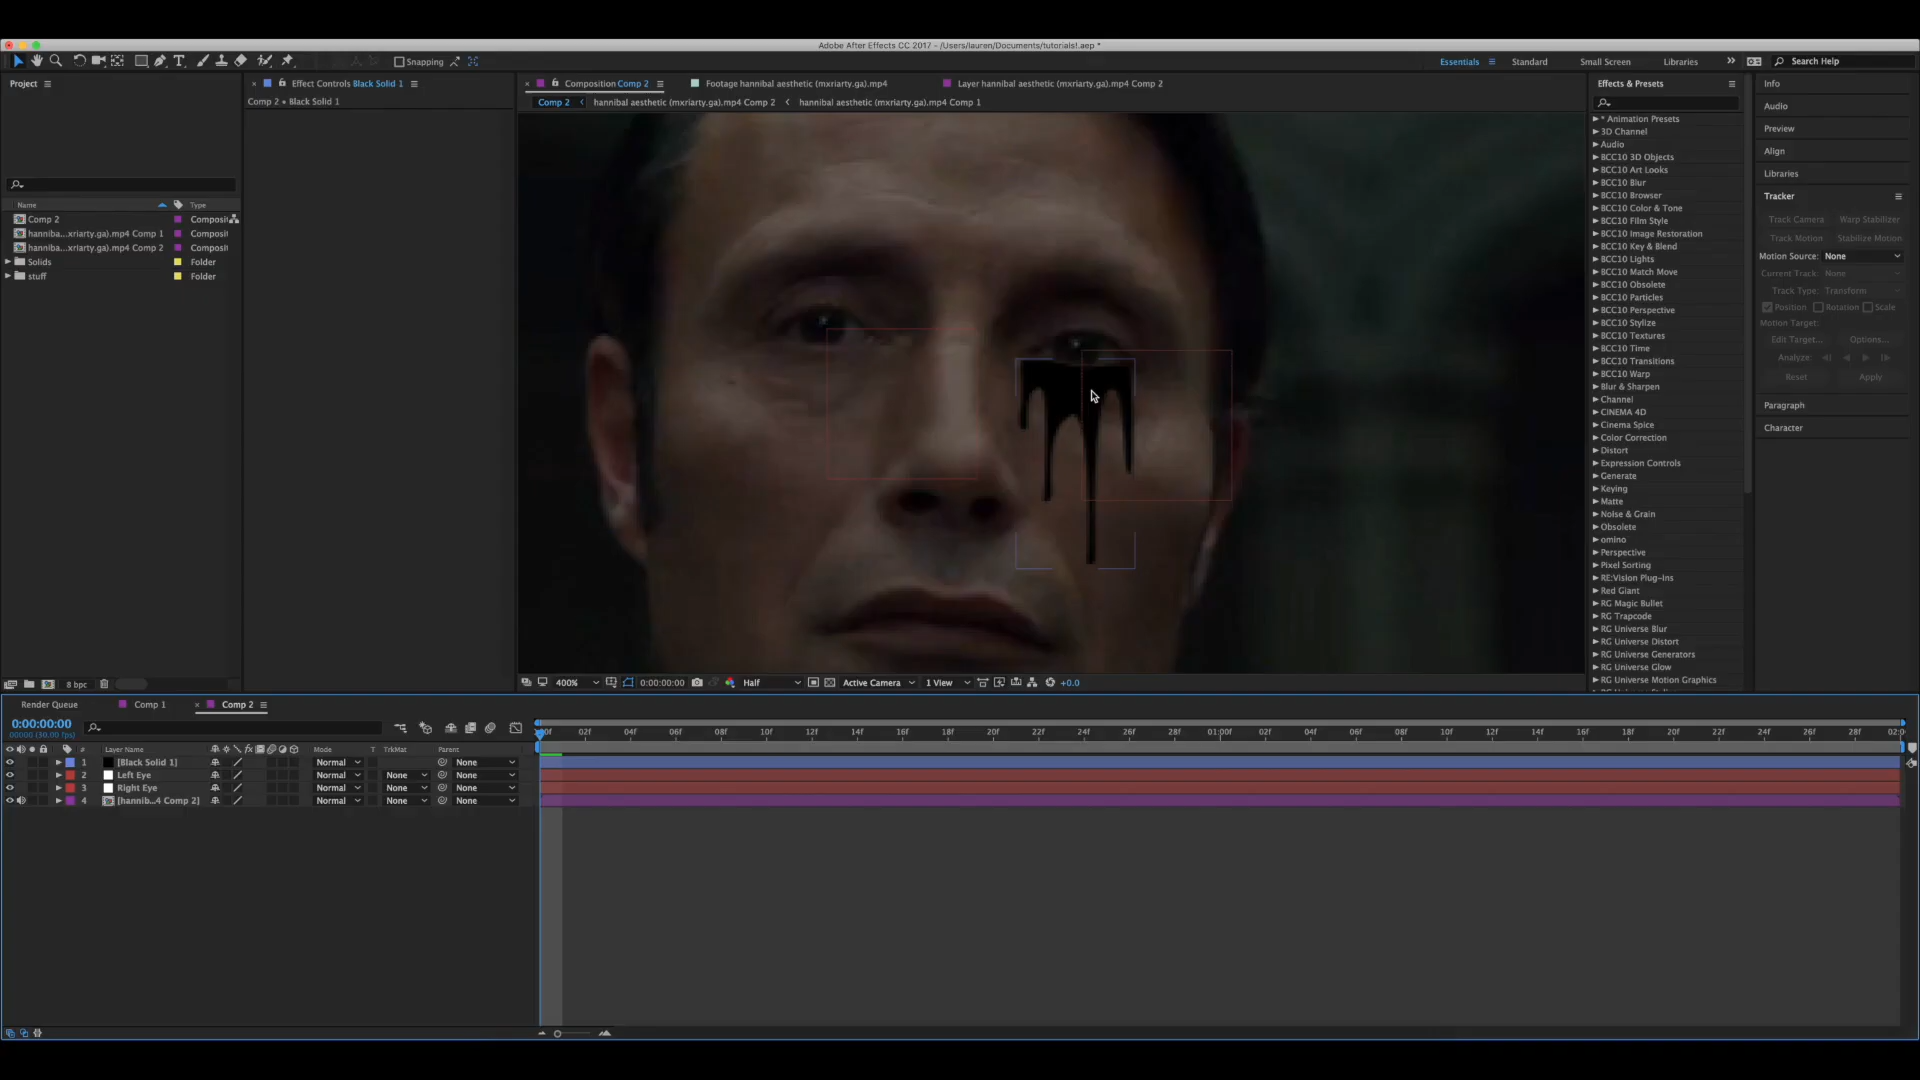 Adobe After Effects CC 2017 - /Users/lauren/Documents/tutorials!.aep *
Snapping
Essentials
Standard
Small Screen
Libraries
Search Help
Project
Effect Controls Black Solid 1
Composition Comp 2
Footage hannibal aesthetic (mxriarty.ga).mp4
Layer hannibal aesthetic (mxriarty.ga).mp4 Comp 2
Comp 2 • Black Solid 1
Comp 2
hannibal aesthetic (mxriarty.ga).mp4 Comp 2
hannibal aesthetic (mxriarty.ga).mp4 Comp 1
Name
Type
Comp 2
Composit
hanniba...xriarty.ga).mp4 Comp 1
Composit
hanniba...xriarty.ga).mp4 Comp 2
Composit
Solids
Folder
stuff
Folder
8 bpc
400%
0:00:00:00
Half
Active Camera
1 View
+0.0
Effects & Presets
* Animation Presets
3D Channel
Audio
BCC10 3D Objects
BCC10 Art Looks
BCC10 Blur
BCC10 Browser
BCC10 Color & Tone
BCC10 Film Style
BCC10 Image Restoration
BCC10 Key & Blend
BCC10 Lights
BCC10 Match Move
BCC10 Obsolete
BCC10 Particles
BCC10 Perspective
BCC10 Stylize
BCC10 Textures
BCC10 Time
BCC10 Transitions
BCC10 Warp
Blur & Sharpen
Channel
CINEMA 4D
Cinema Spice
Color Correction
Distort
Expression Controls
Generate
Keying
Matte
Noise & Grain
Obsolete
omino
Perspective
Pixel Sorting
RE:Vision Plug-ins
Red Giant
RG Magic Bullet
RG Trapcode
RG Universe Blur
RG Universe Distort
RG Universe Generators
RG Universe Glow
RG Universe Motion Graphics
Info
Audio
Preview
Align
Libraries
Tracker
Track Camera
Warp Stabilizer
Track Motion
Stabilize Motion
Motion Source: None
Current Track: None
Track Type: Transform
Position
Rotation
Scale
Motion Target:
Edit Target...
Options...
Analyze:
Reset
Apply
Paragraph
Character
Render Queue
Comp 1
Comp 2
0:00:00:00
00000 (30.00 fps)
:00f 02f 04f 06f 08f 10f 12f 14f 16f 18f 20f 22f 24f 26f 28f 01:00f 02f 04f 06f 08f 10f 12f 14f 16f 18f 20f 22f 24f 26f 28f 02:0
# Layer Name
Mode
T TrkMat
Parent
1 [Black Solid 1] Normal None
2 Left Eye Normal None None
3 Right Eye Normal None None
4 [hannib...4 Comp 2] Normal None None